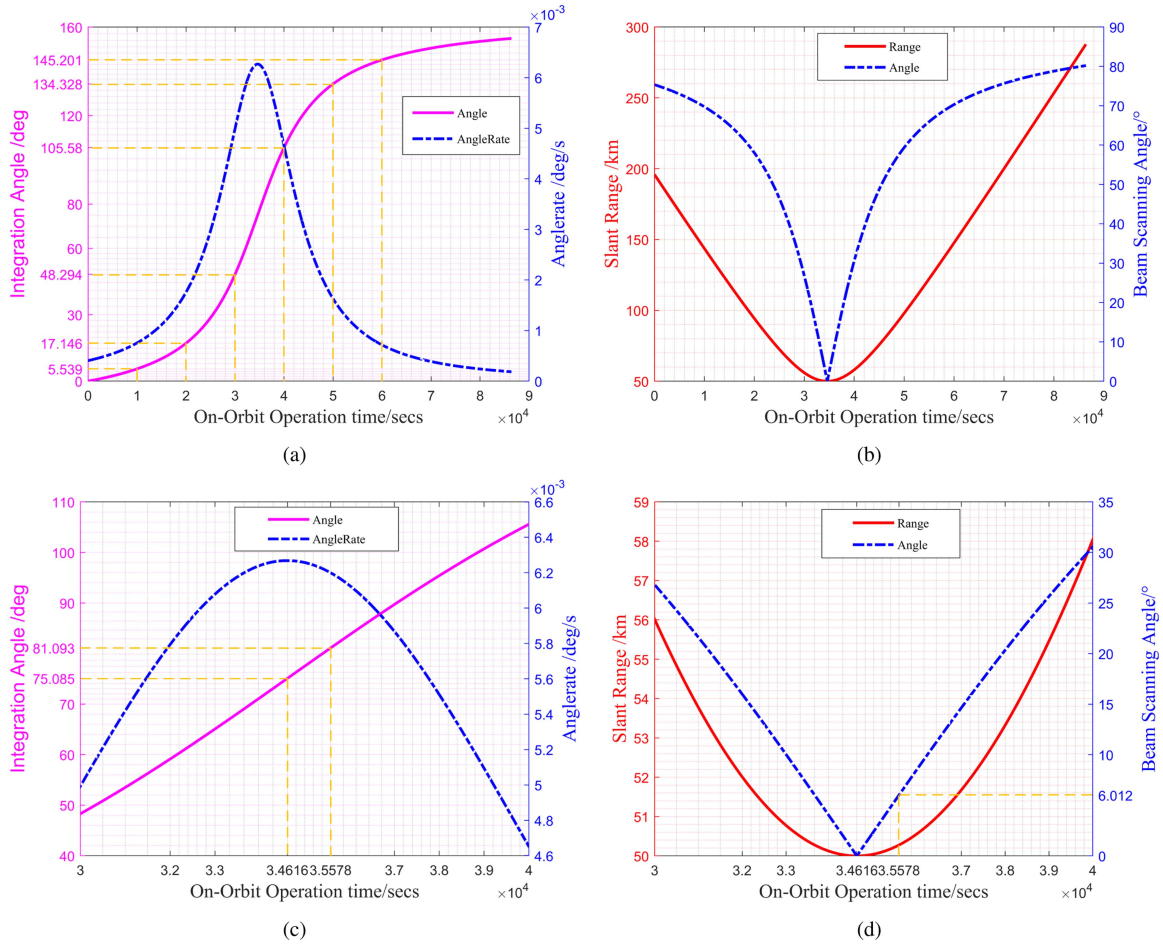 ×10⁻³
160
145.201
134.328
120
105.58
80
60
48.294
30
17.146
5.539
0
Integration Angle /deg
Angle
AngleRate
7
6
5
4
3
2
1
0
Anglerate /deg/s
0 1 2 3 4 5 6 7 8 9
On-Orbit Operation time/secs
×10⁴
(a)
300
250
200
150
100
50
Slant Range /km
Range
Angle
90
80
70
60
50
40
30
20
10
0
Beam Scanning Angle/°
0 1 2 3 4 5 6 7 8 9
On-Orbit Operation time/secs
×10⁴
(b)
×10⁻³
110
100
90
81.093
75.085
70
60
50
40
Integration Angle /deg
Angle
AngleRate
6.6
6.4
6.2
6
5.8
5.6
5.4
5.2
5
4.8
4.6
Anglerate /deg/s
3 3.2 3.3 3.46163.5578 3.7 3.8 3.9 4
On-Orbit Operation time/secs
×10⁴
(c)
59
58
57
56
55
54
53
52
51
50
Slant Range /km
Range
Angle
35
30
25
20
15
10
6.012
0
Beam Scanning Angle/°
3 3.2 3.3 3.46163.5578 3.7 3.8 3.9 4
On-Orbit Operation time/secs
×10⁴
(d)